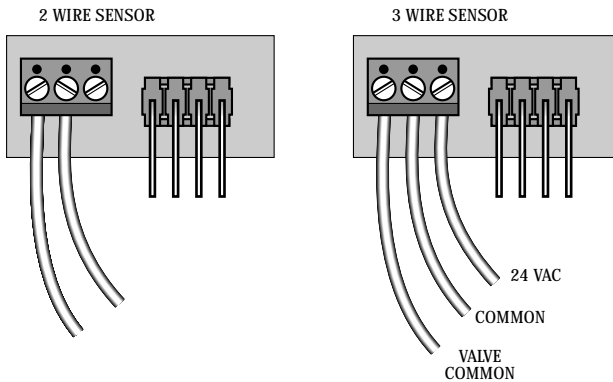 2 WIRE SENSOR
3 WIRE SENSOR
24 VAC
COMMON
VALVE
COMMON